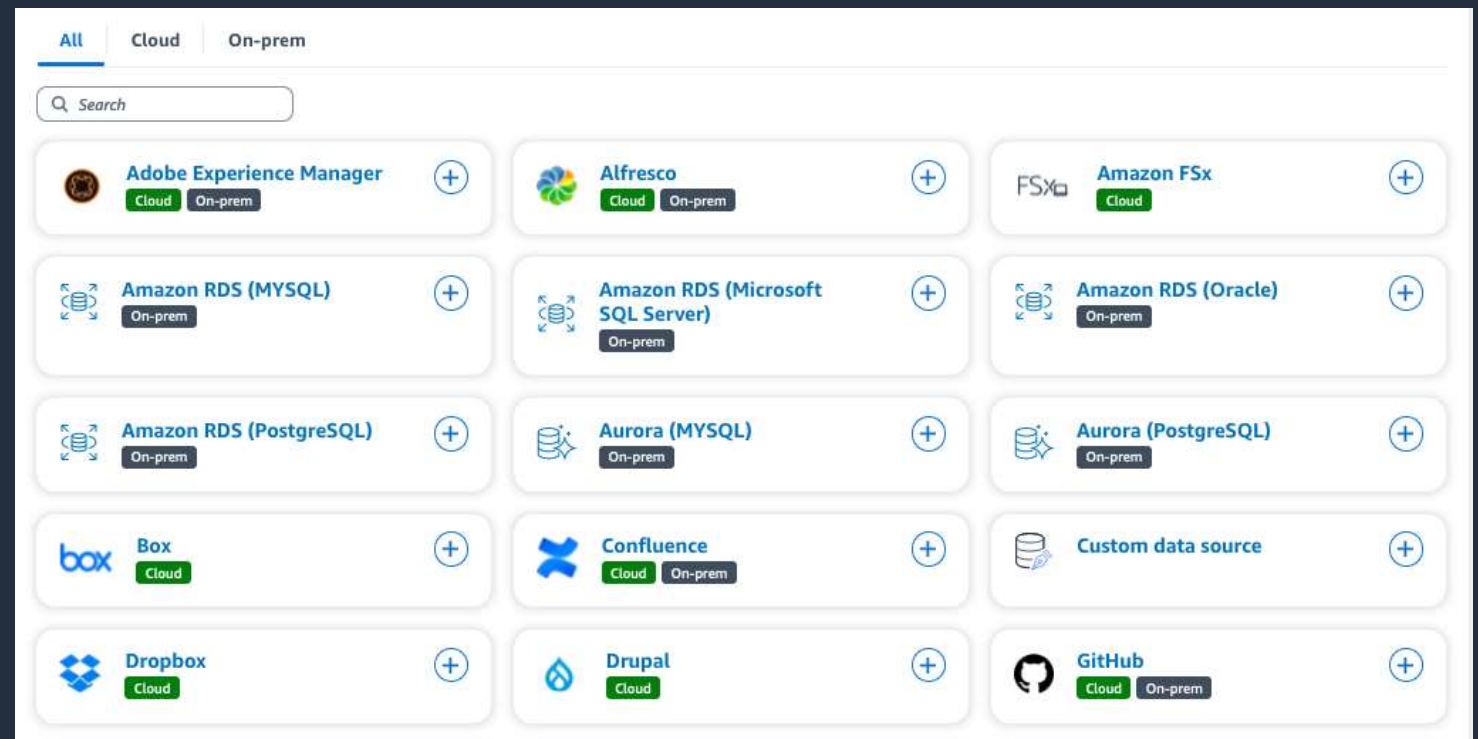 All Cloud On-prem
Search
Adobe Experience Manager
Cloud On-prem
Alfresco
Cloud On-prem
FSx
Amazon FSx
Cloud
Amazon RDS (MYSQL)
On-prem
Amazon RDS (Microsoft
SQL Server)
On-prem
Amazon RDS (Oracle)
On-prem
Amazon RDS (PostgreSQL)
On-prem
Aurora (MYSQL)
On-prem
Aurora (PostgreSQL)
On-prem
box
Box
Cloud
Confluence
Cloud On-prem
Custom data source
Dropbox
Cloud
Drupal
Cloud
GitHub
Cloud On-prem